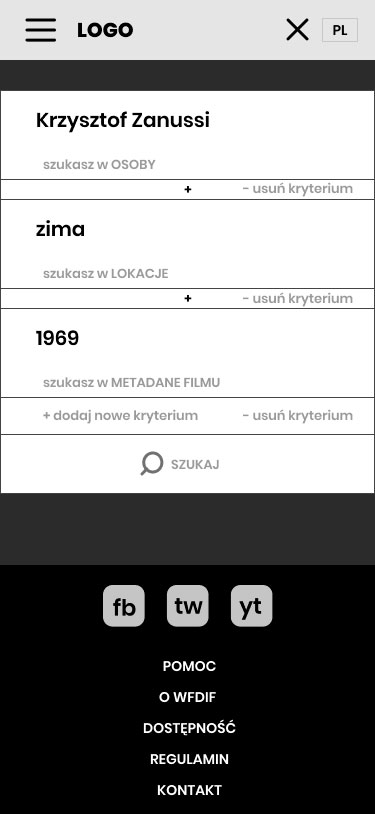 LOGO PL
Krzysztof Zanussi
szukasz w OSOBY
+ - usuń kryterium
zima
szukasz w LOKACJE
+ - usuń kryterium
1969
szukasz w METADANE FILMU
+ dodaj nowe kryterium - usuń kryterium
SZUKAJ
fb tw yt
POMOC
O WFDIF
DOSTĘPNOŚĆ
REGULAMIN
KONTAKT